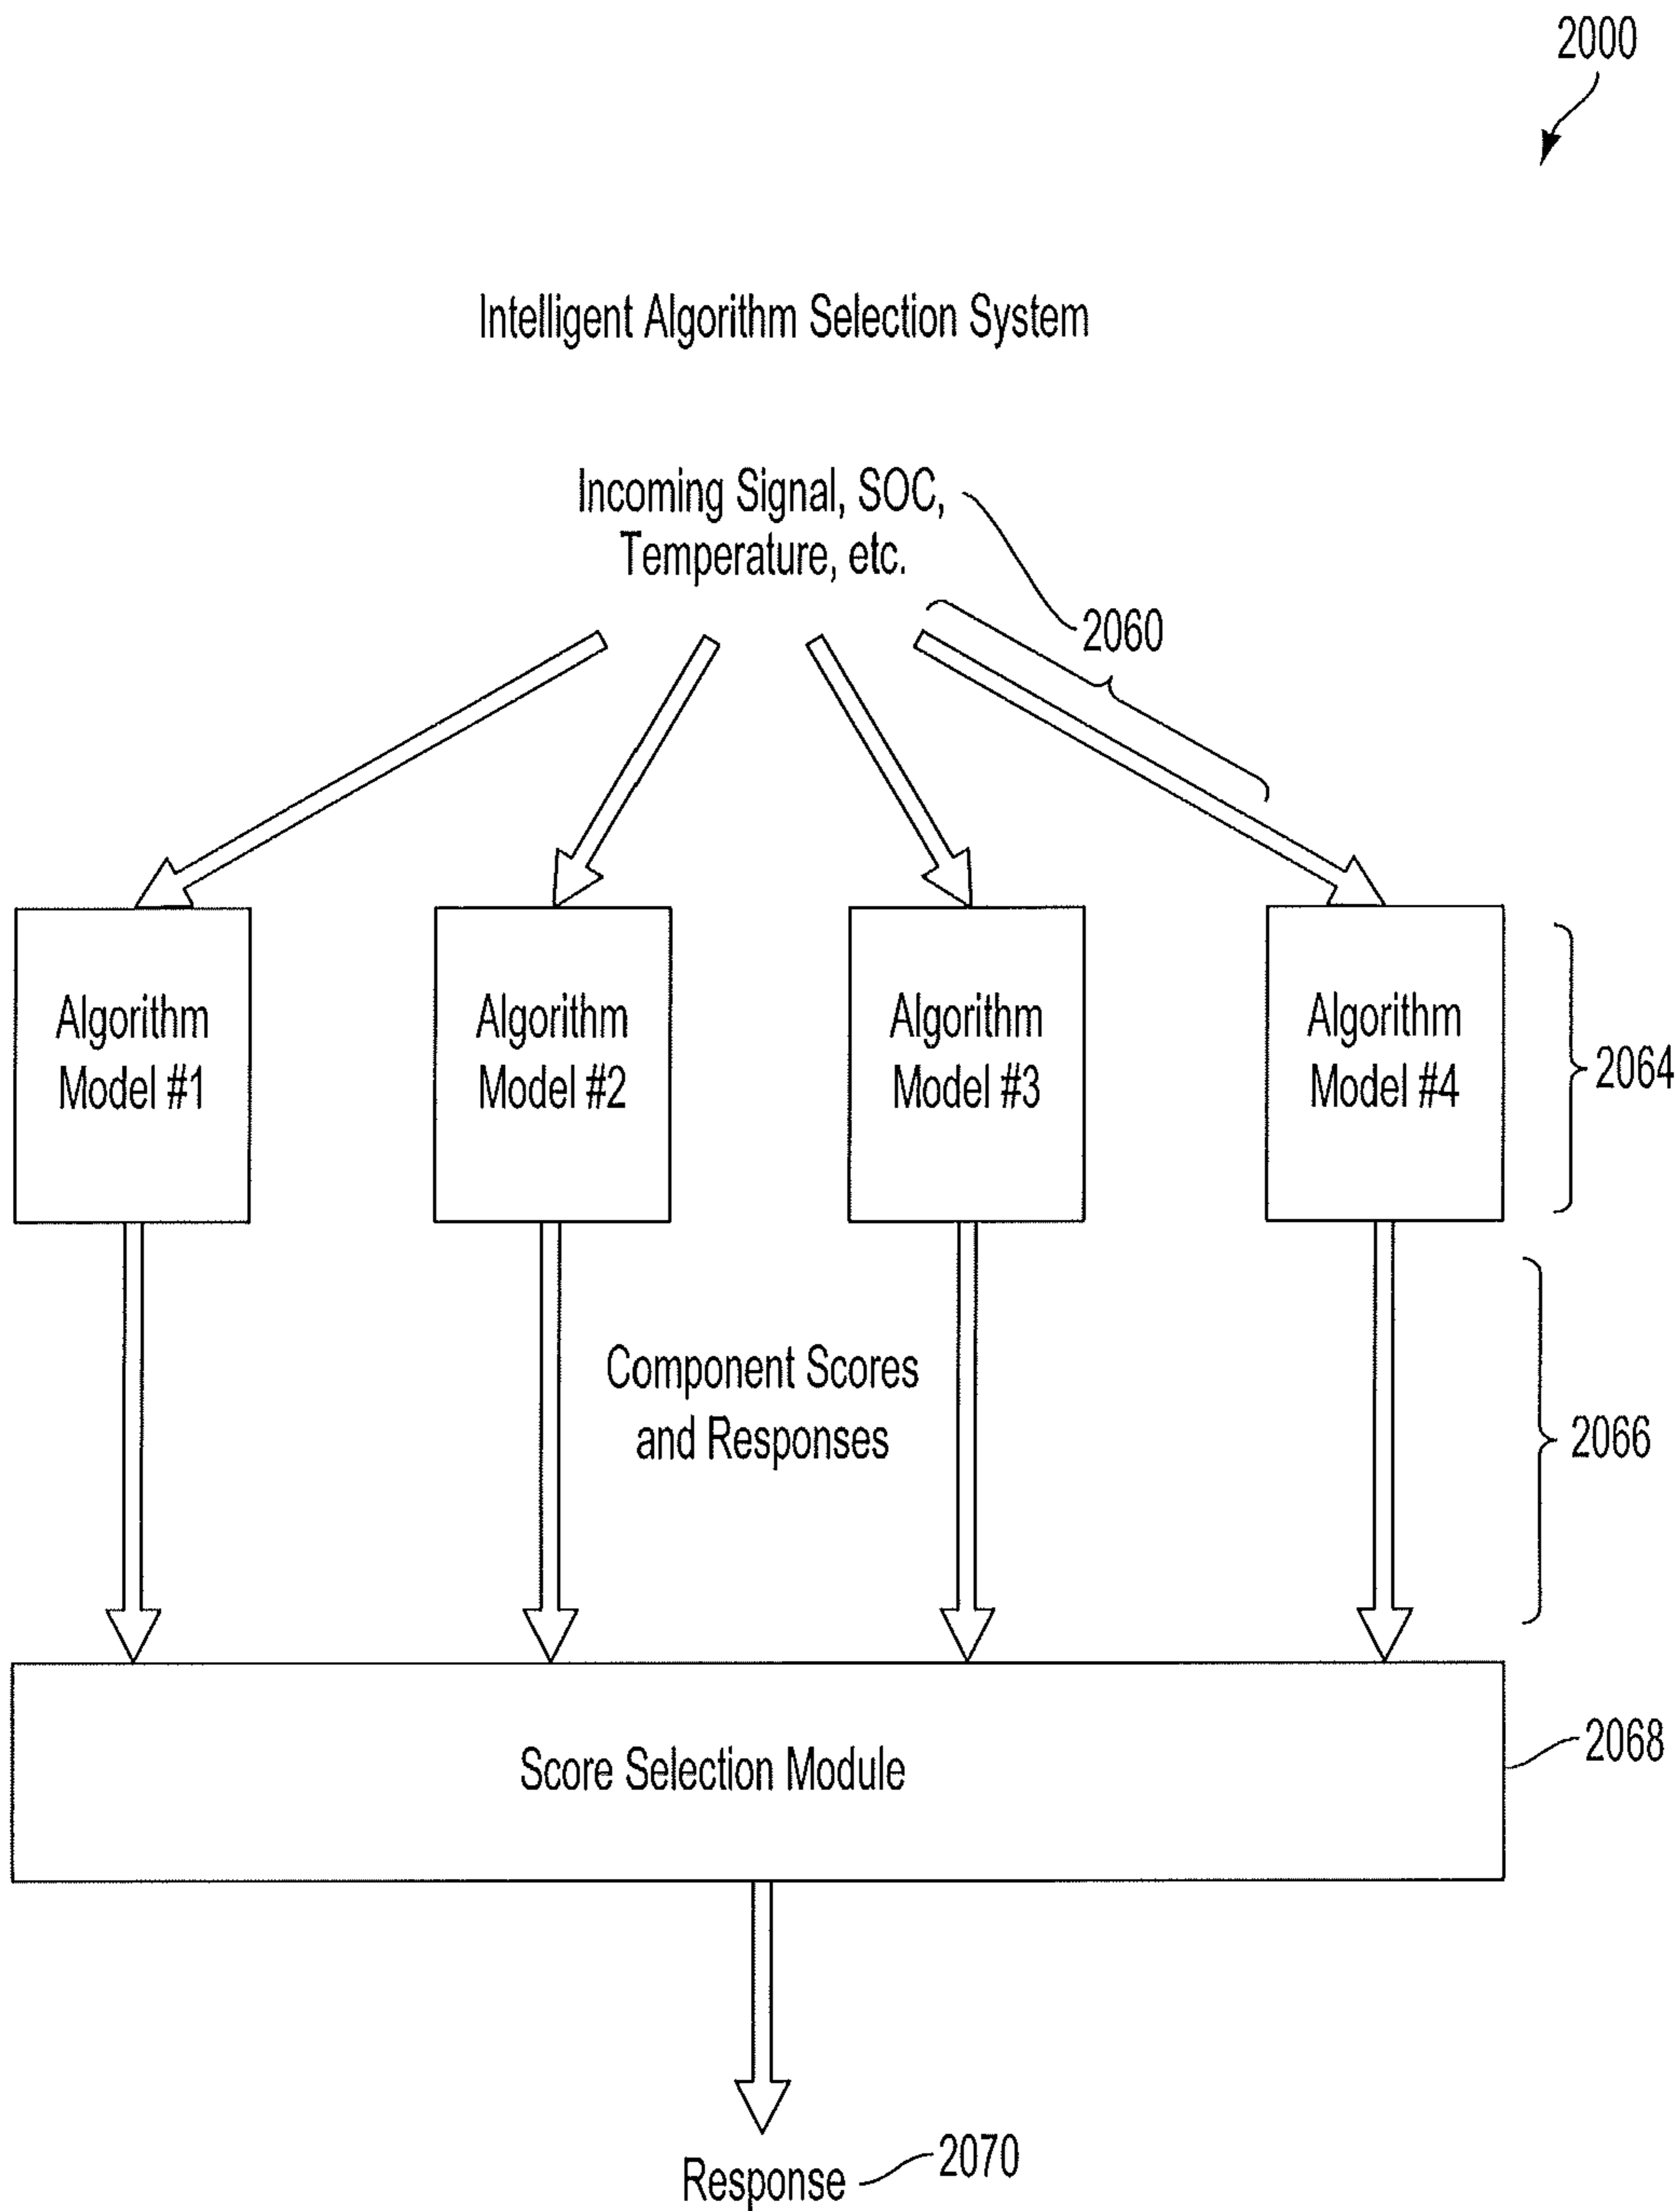 2000
Intelligent Algorithm Selection System
Incoming Signal, SOC,
Temperature, etc.
2060
Algorithm
Model #1
Algorithm
Model #2
Algorithm
Model #3
Algorithm
Model #4
2064
Component Scores
and Responses
2066
Score Selection Module
2068
Response
2070